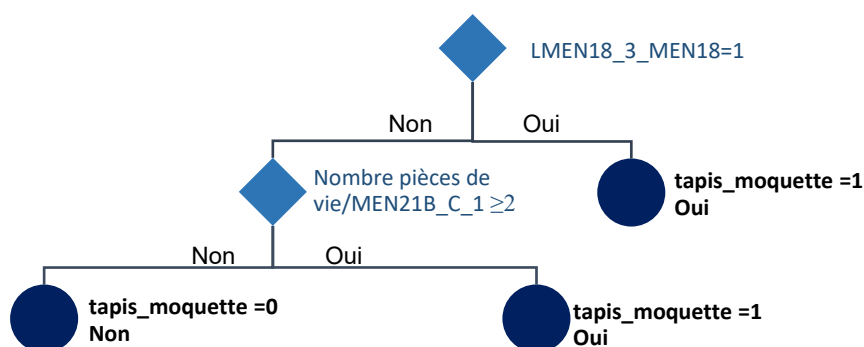 LMEN18_3_MEN18=1
Non
Oui
Nombre pièces de
vie/MEN21B_C_1 ≥2
tapis_moquette =1
Oui
Non
Oui
tapis_moquette =0
Non
tapis_moquette =1
Oui